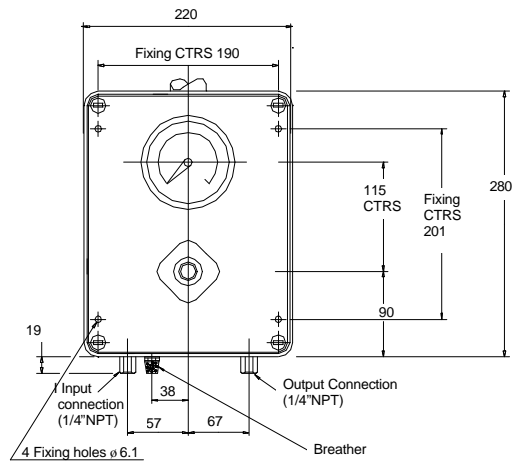 220
Fixing CTRS 190
115
CTRS
Fixing
CTRS
201
280
90
19
38
I Input
connection
(1/4"NPT)
Output Connection
(1/4"NPT)
57
67
4 Fixing holes ø 6.1
Breather